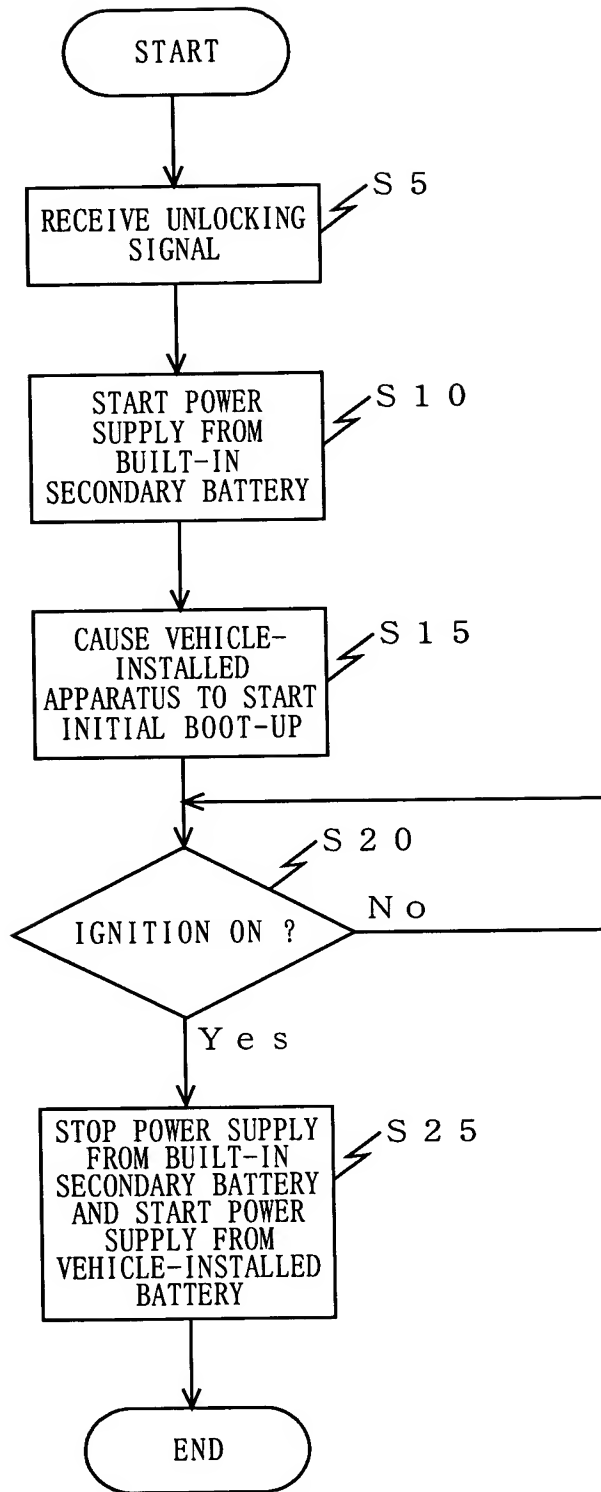 START
S5
RECEIVE UNLOCKING
SIGNAL
S10
START POWER
SUPPLY FROM
BUILT-IN
SECONDARY BATTERY
S15
CAUSE VEHICLE-
INSTALLED
APPARATUS TO START
INITIAL BOOT-UP
S20
IGNITION ON ?
No
Yes
S25
STOP POWER SUPPLY
FROM BUILT-IN
SECONDARY BATTERY
AND START POWER
SUPPLY FROM
VEHICLE-INSTALLED
BATTERY
END